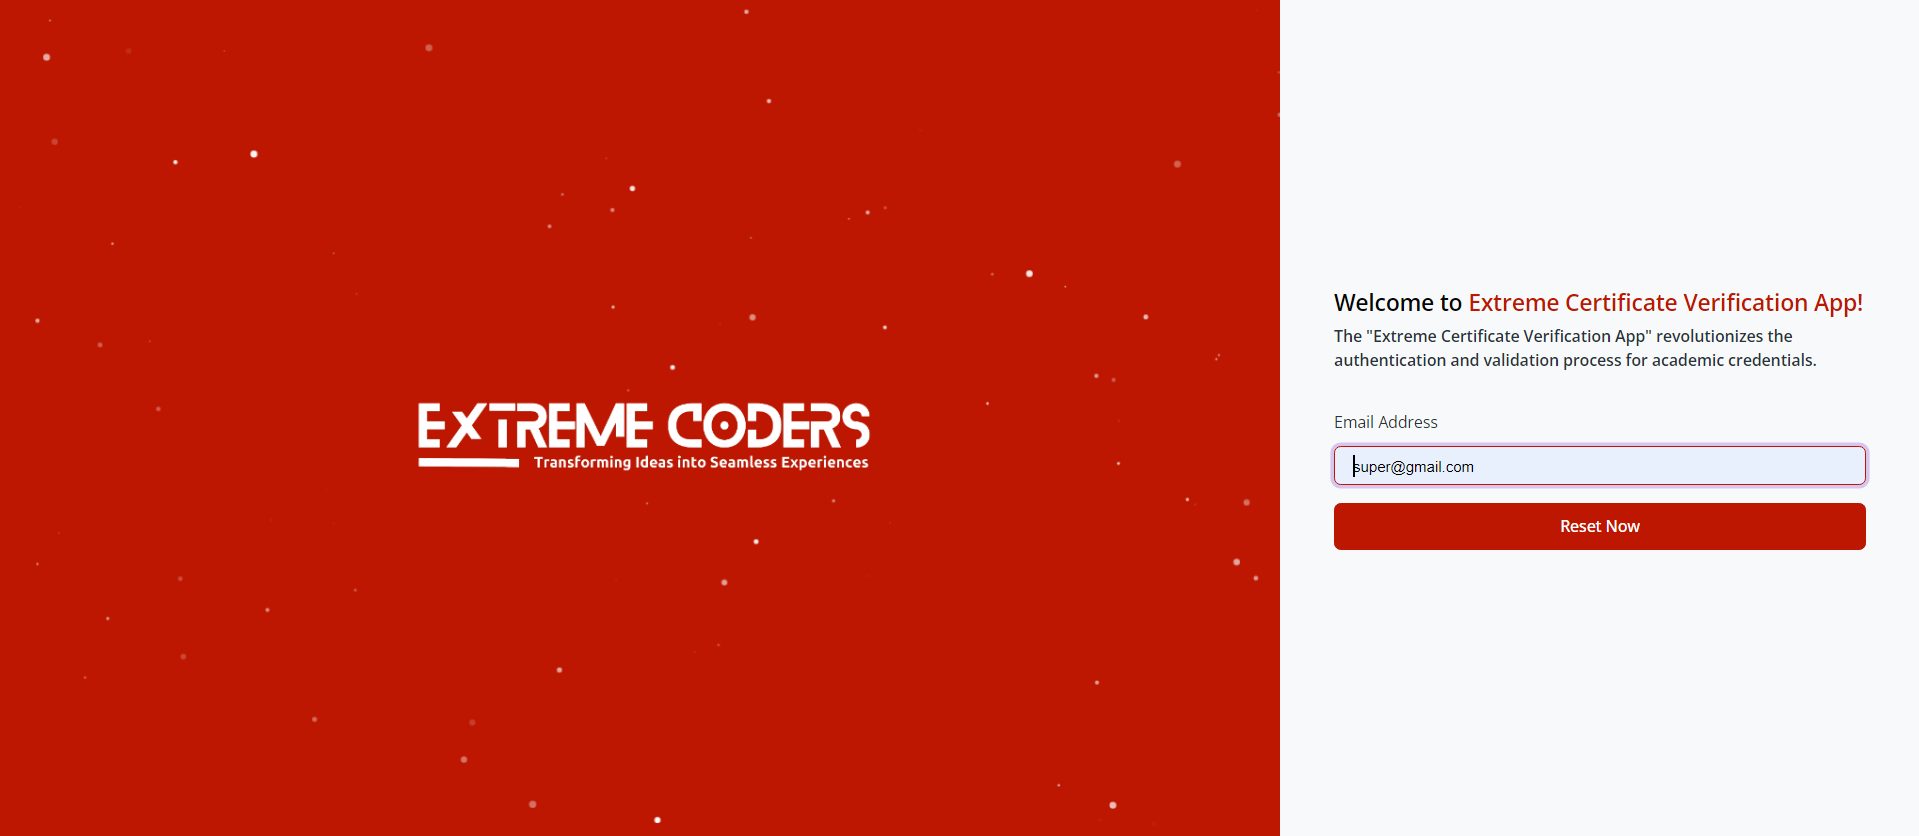 EXTREME CODERS
Transforming Ideas into Seamless Experiences
Welcome to Extreme Certificate Verification App!
The "Extreme Certificate Verification App" revolutionizes the
authentication and validation process for academic credentials.
Email Address
super@gmail.com
Reset Now